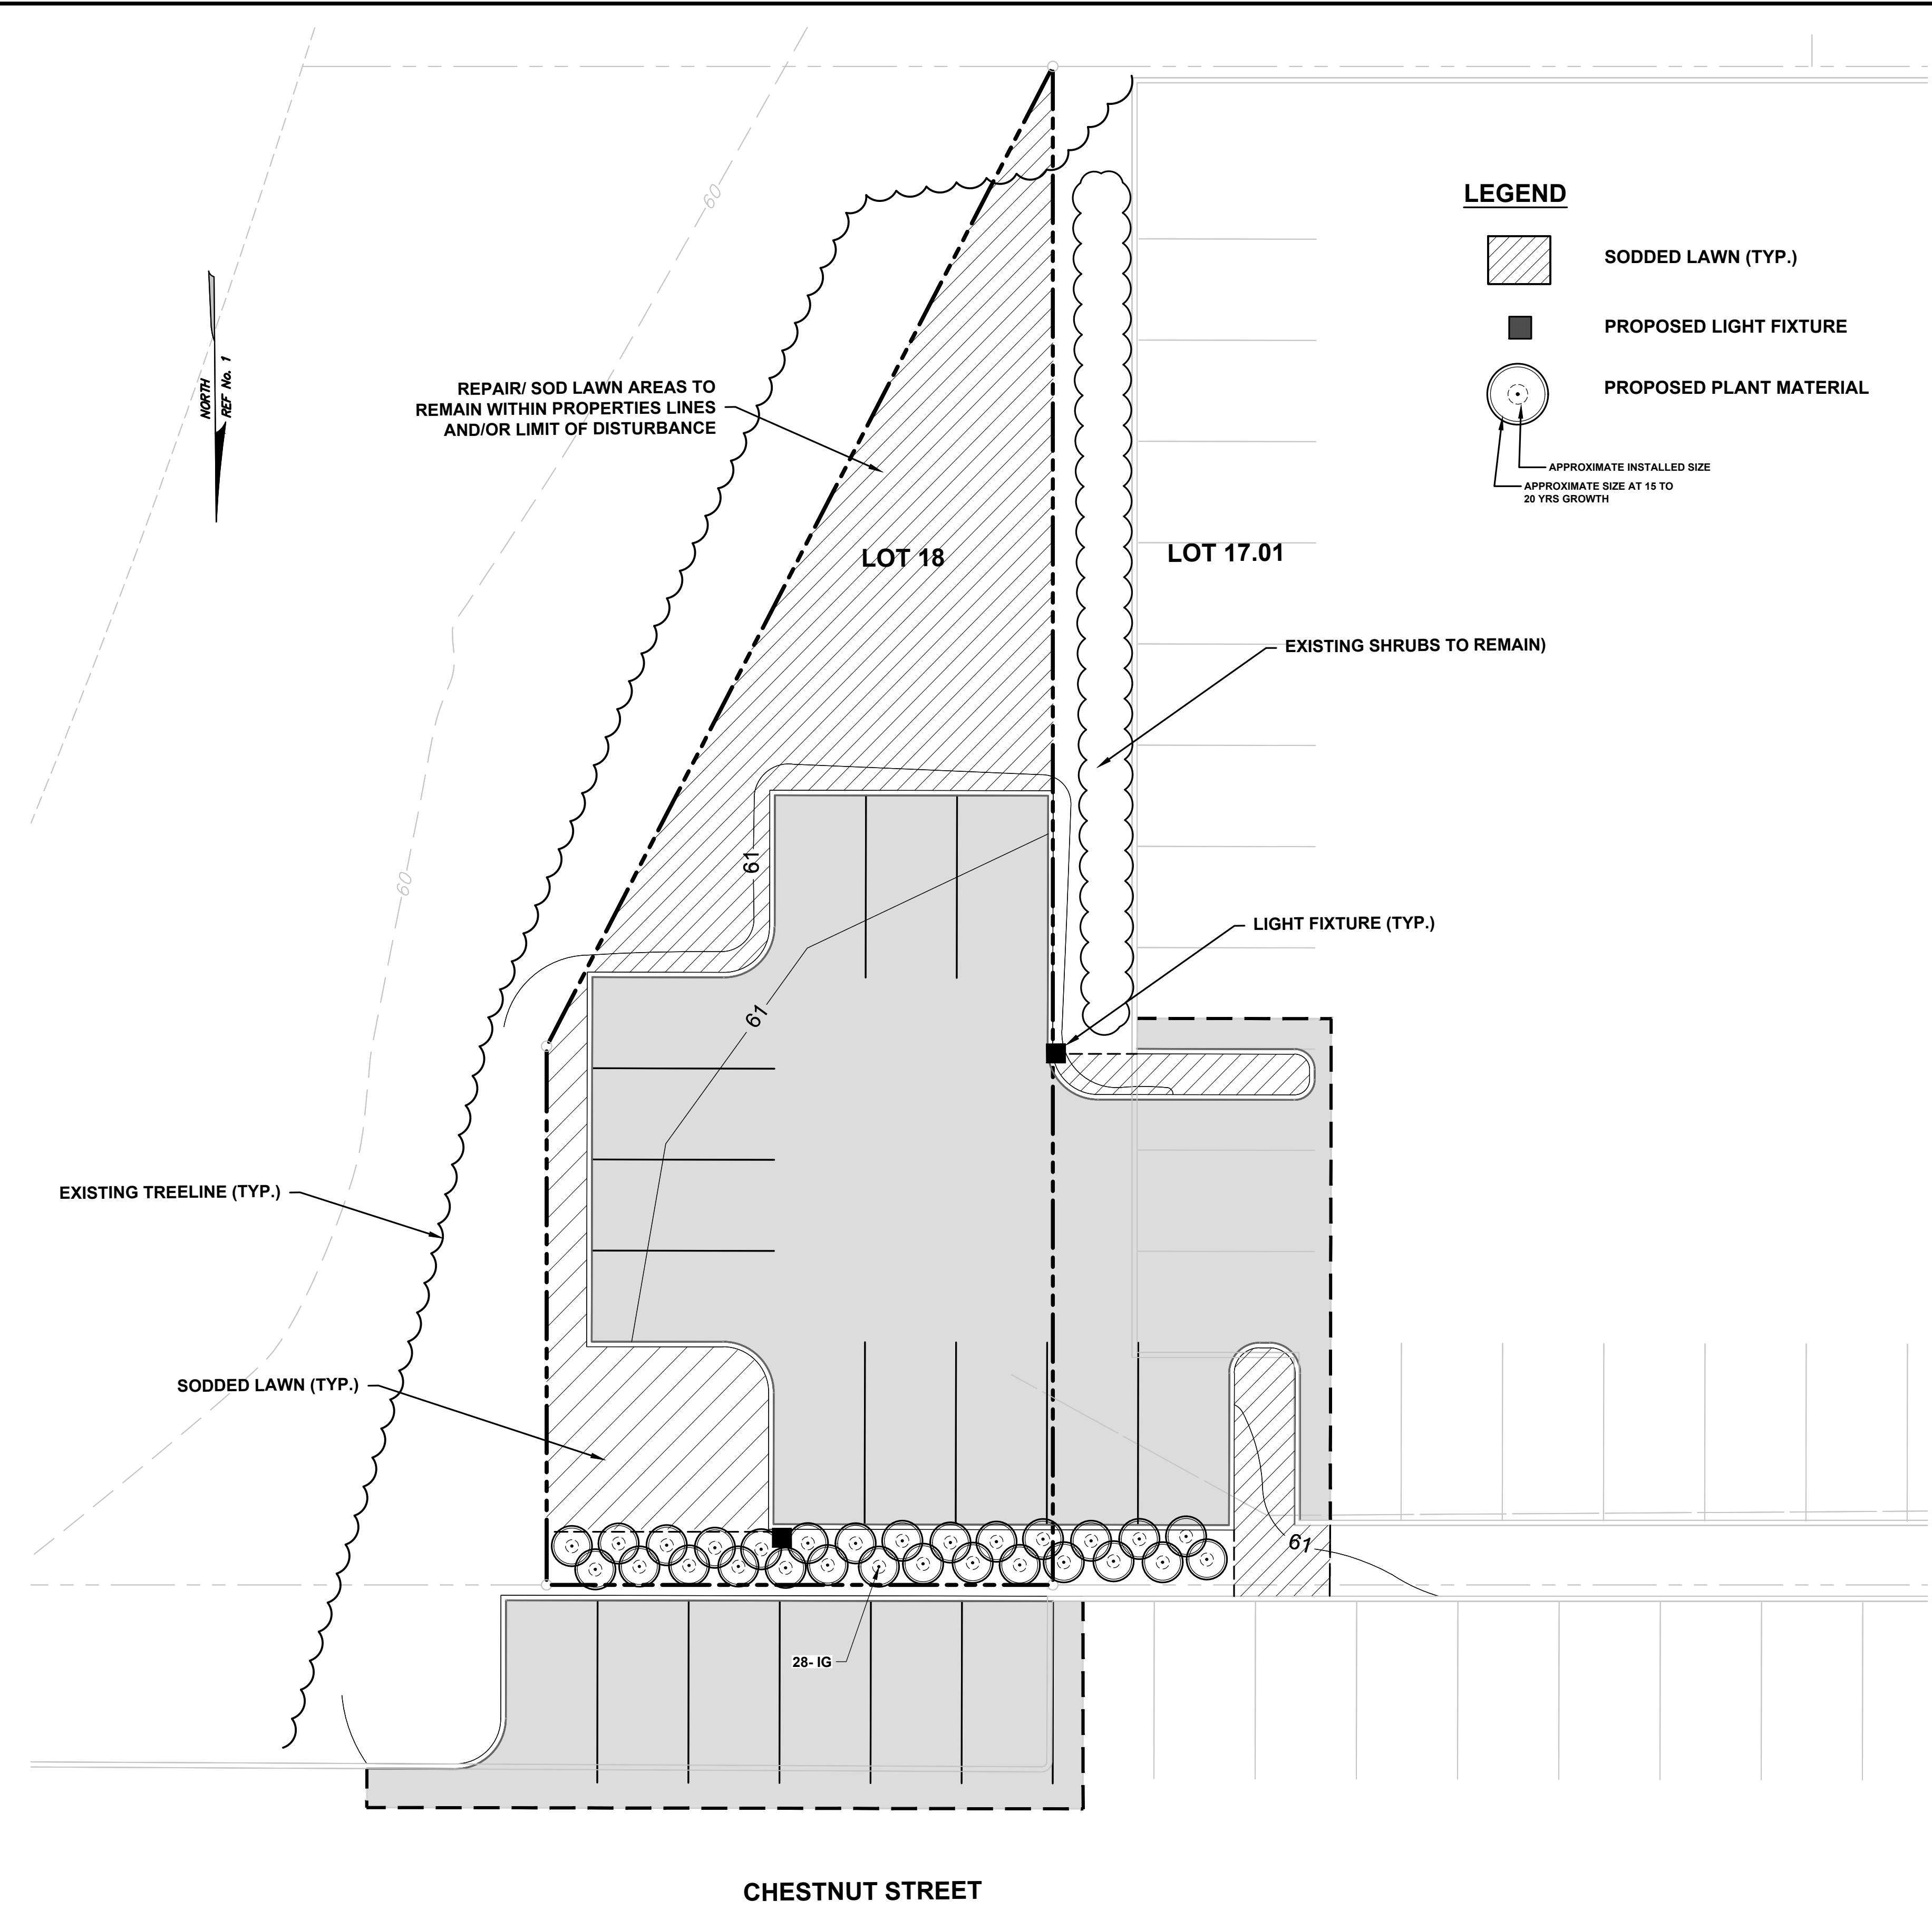 60
LEGEND
SODDED LAWN (TYP.)
PROPOSED LIGHT FIXTURE
PROPOSED PLANT MATERIAL
APPROXIMATE INSTALLED SIZE
APPROXIMATE SIZE AT 15 TO
20 YRS GROWTH
NORTH
REF No. 1
REPAIR/ SOD LAWN AREAS TO
REMAIN WITHIN PROPERTIES LINES
AND/OR LIMIT OF DISTURBANCE
LOT 18
LOT 17.01
EXISTING SHRUBS TO REMAIN)
61
60
LIGHT FIXTURE (TYP.)
61
EXISTING TREELINE (TYP.)
SODDED LAWN (TYP.)
61
28- IG
CHESTNUT STREET